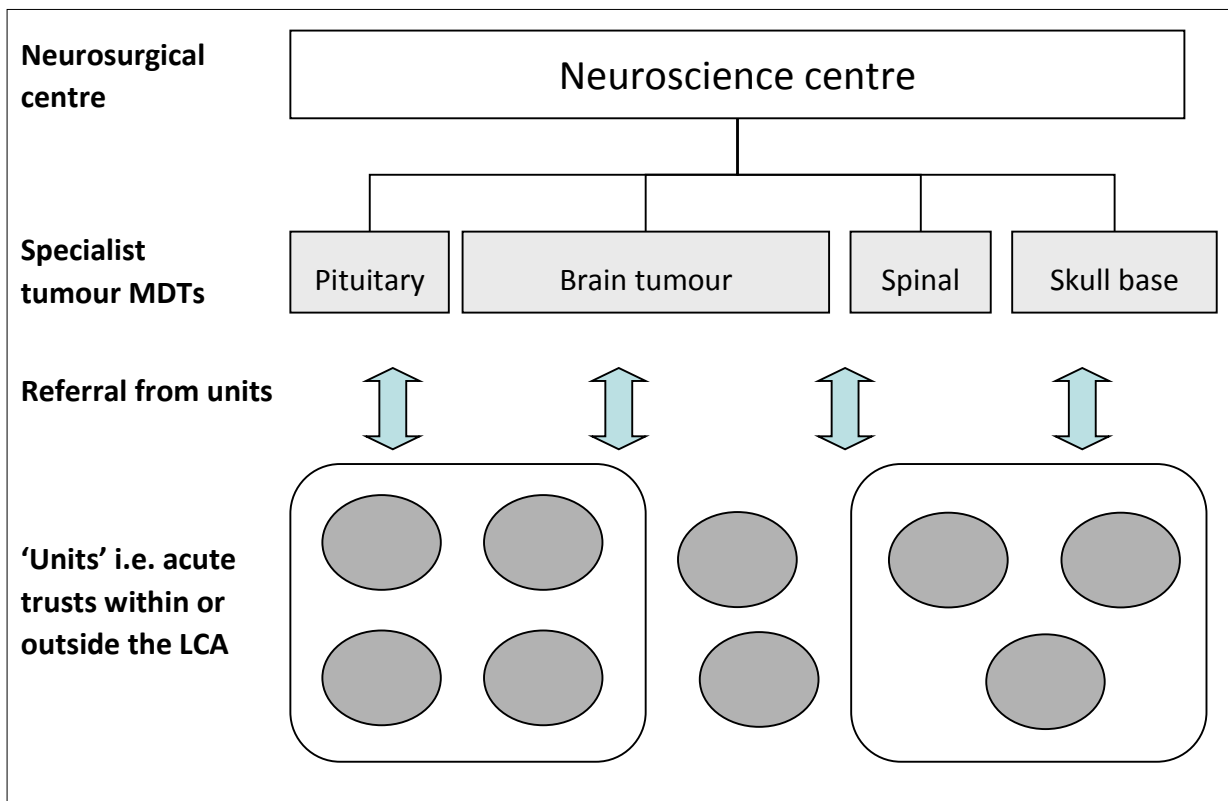 Neurosurgical
centre
Neuroscience centre
Specialist
tumour MDTs
Pituitary
Brain tumour
Spinal
Skull base
Referral from units
‘Units’ i.e. acute
trusts within or
outside the LCA